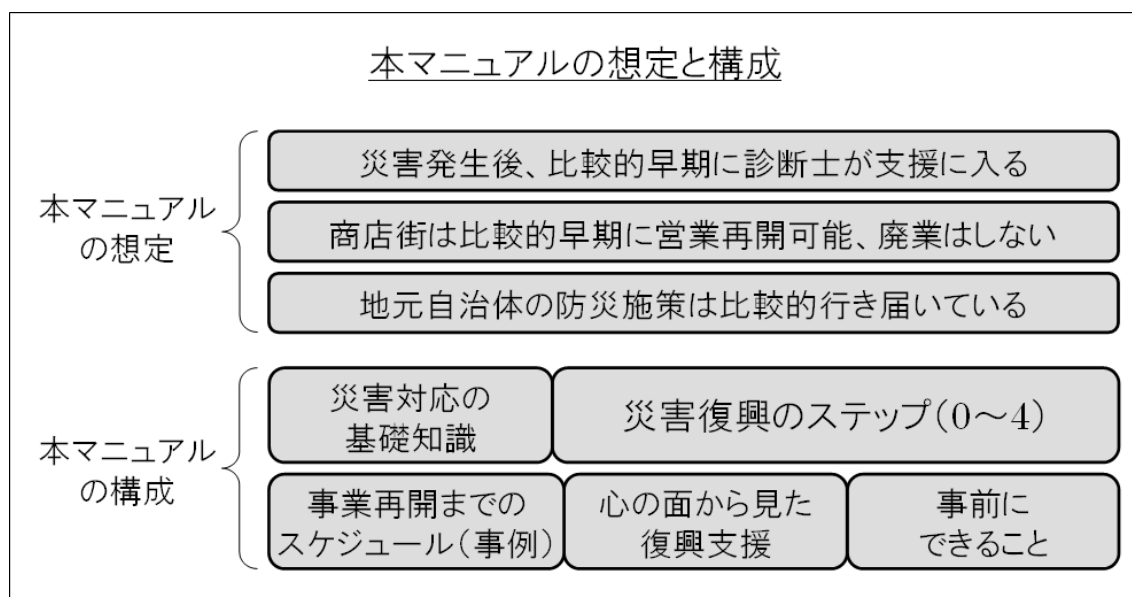 本マニュアルの想定と構成
本マニュアル
の想定
災害発生後、比較的早期に診断士が支援に入る
商店街は比較的早期に営業再開可能、廃業はしない
地元自治体の防災施策は比較的行き届いている
本マニュアル
の構成
災害対応の
基礎知識
災害復興のステップ(0～4)
事業再開までの
スケジュール(事例)
心の面から見た
復興支援
事前に
できること